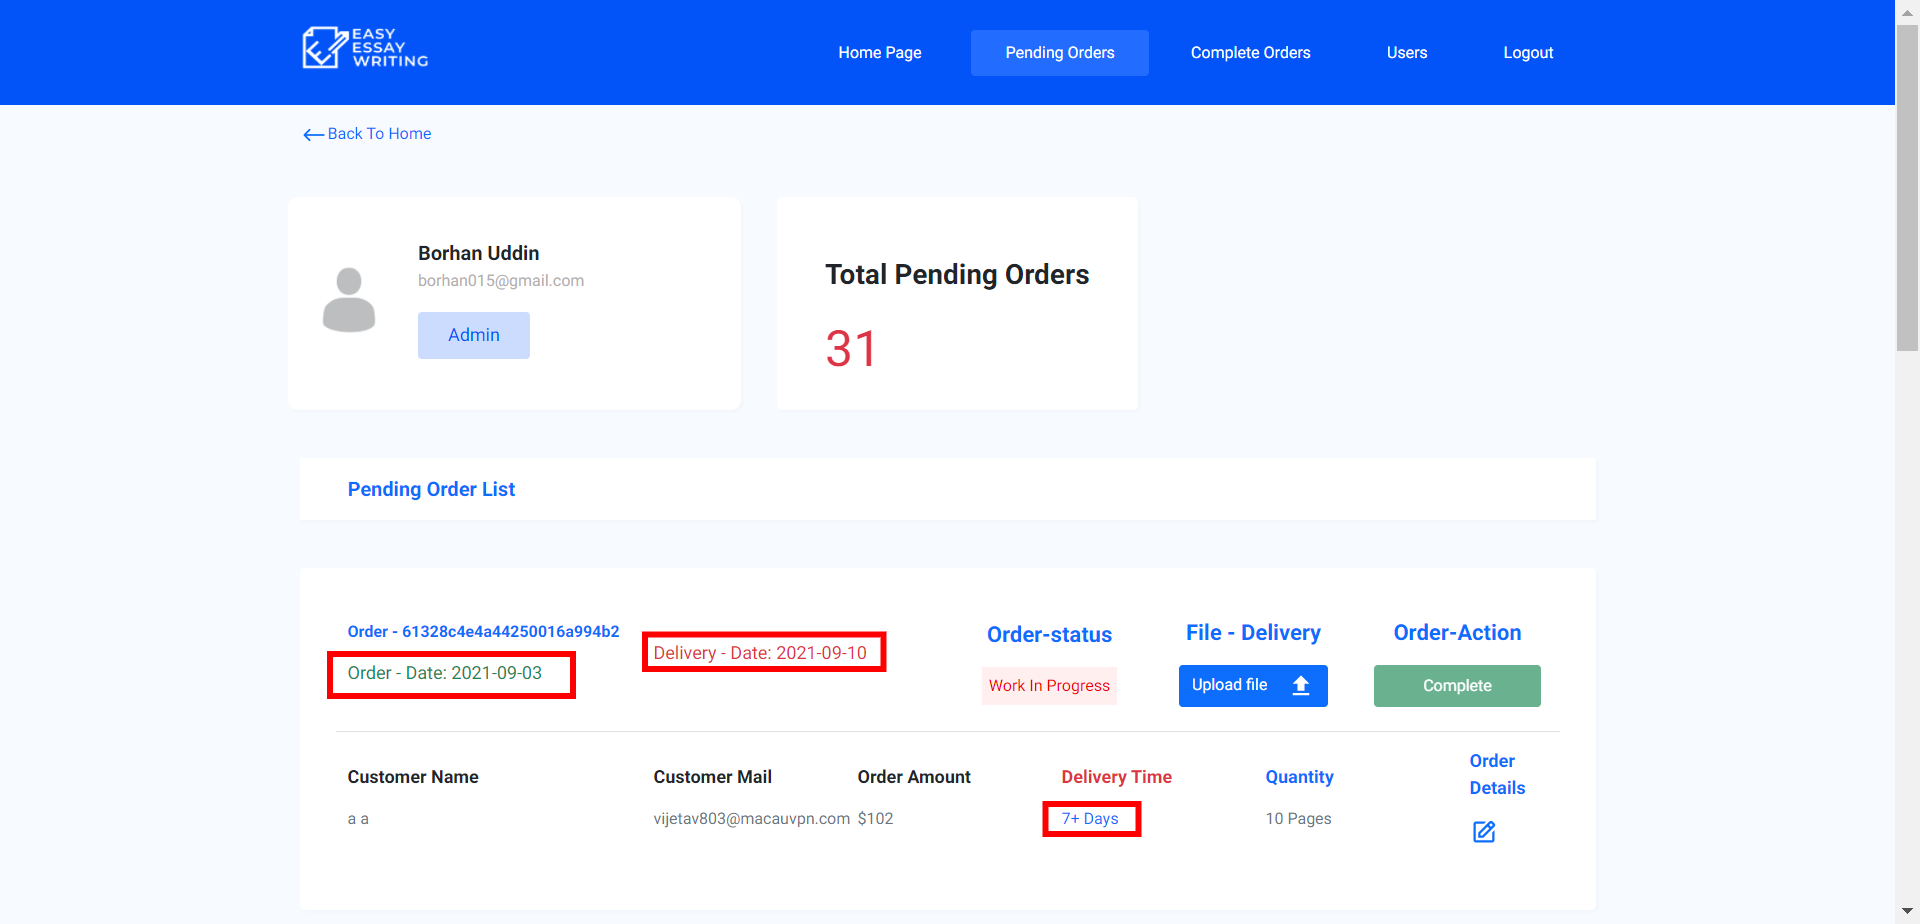 EASY
ESSAY
WRITING
Home Page
Pending Orders
Complete Orders
Users
Logout
Back To Home
Borhan Uddin
borhan015@gmail.com
Admin
Total Pending Orders
31
Pending Order List
Order - 61328c4e4a44250016a994b2
Order - Date: 2021-09-03
Delivery - Date: 2021-09-10
Order-status
Work In Progress
File - Delivery
Upload file
Order-Action
Complete
Customer Name
a a
Customer Mail
vijetav803@macauvpn.com
Order Amount
$102
Delivery Time
7+ Days
Quantity
10 Pages
Order
Details